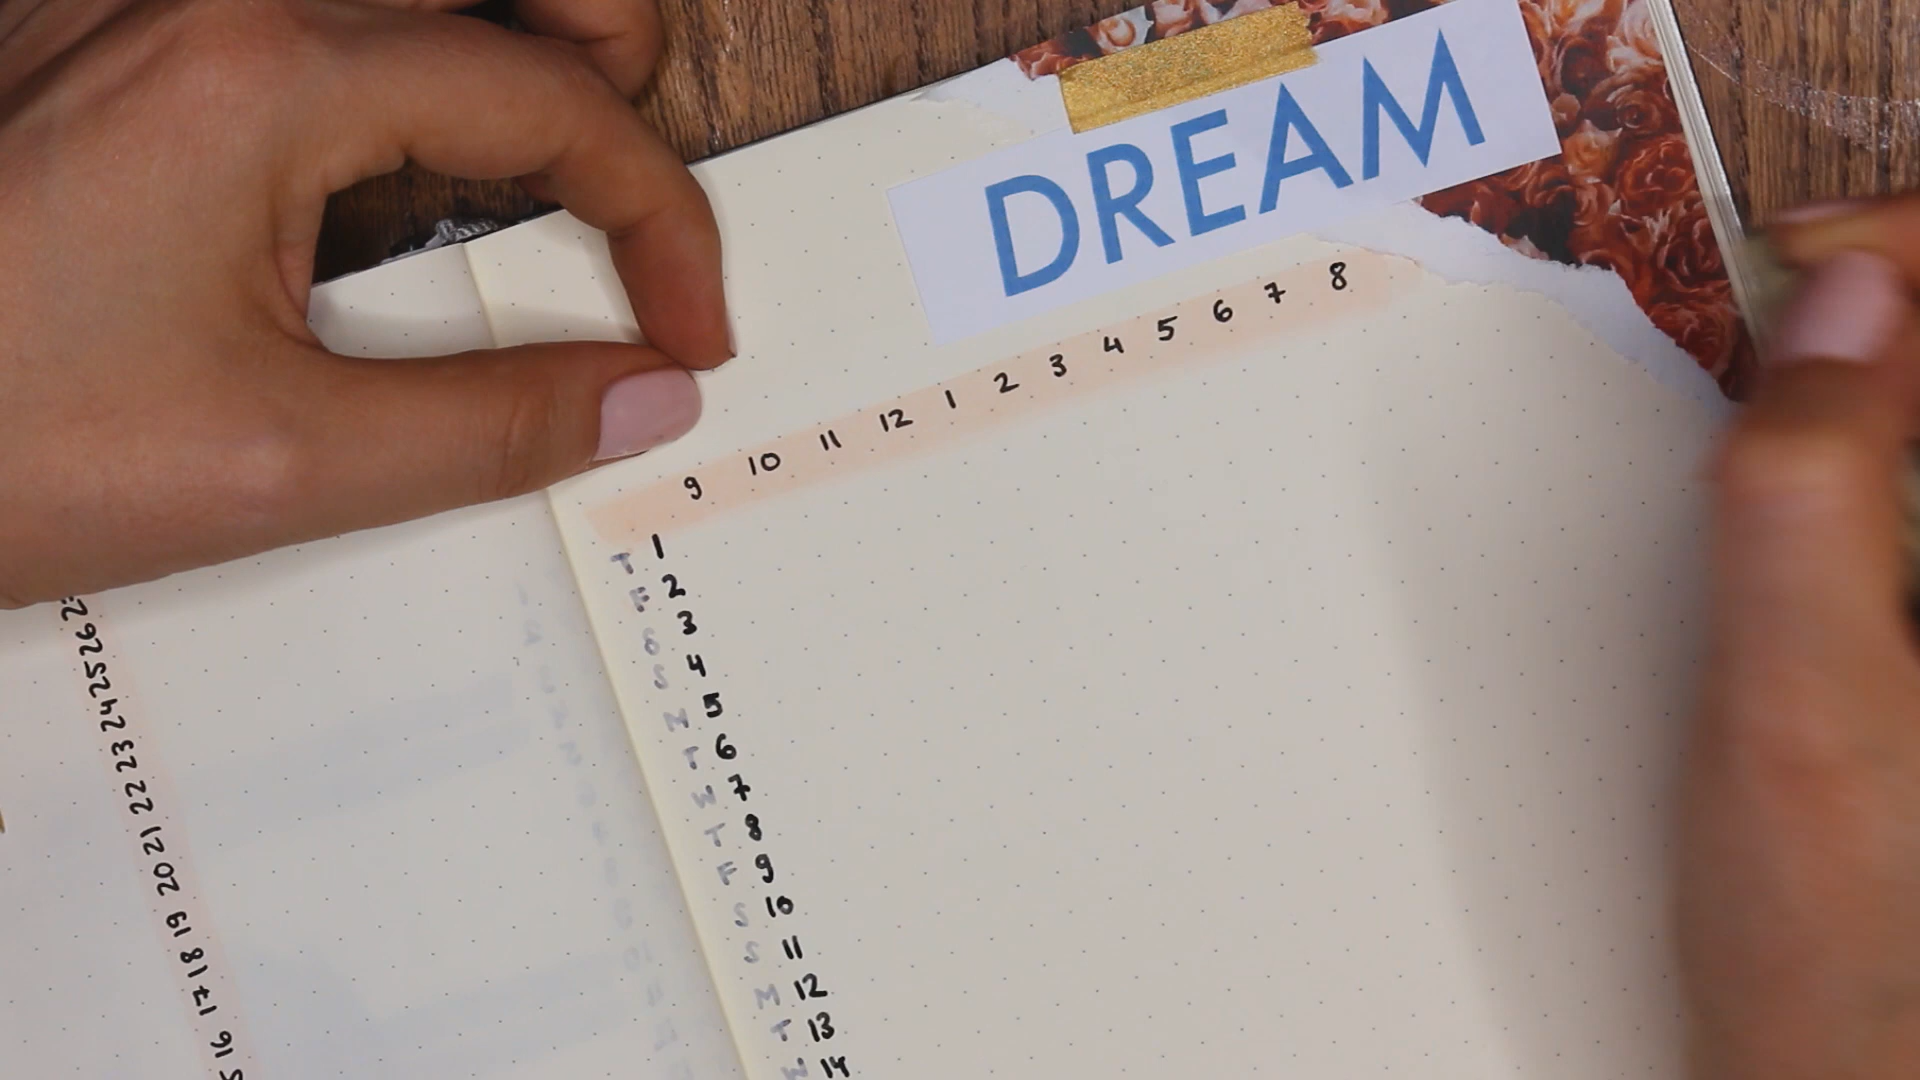 DREAM
9 10 11 12 1 2 3 4 5 6 7 8
T 1
F 2
S 3
S 4
M 5
T 6
W 7
T 8
F 9
S 10
S 11
M 12
T 13
W 14
16 17 18 19 20 21 22 23 24 25 26